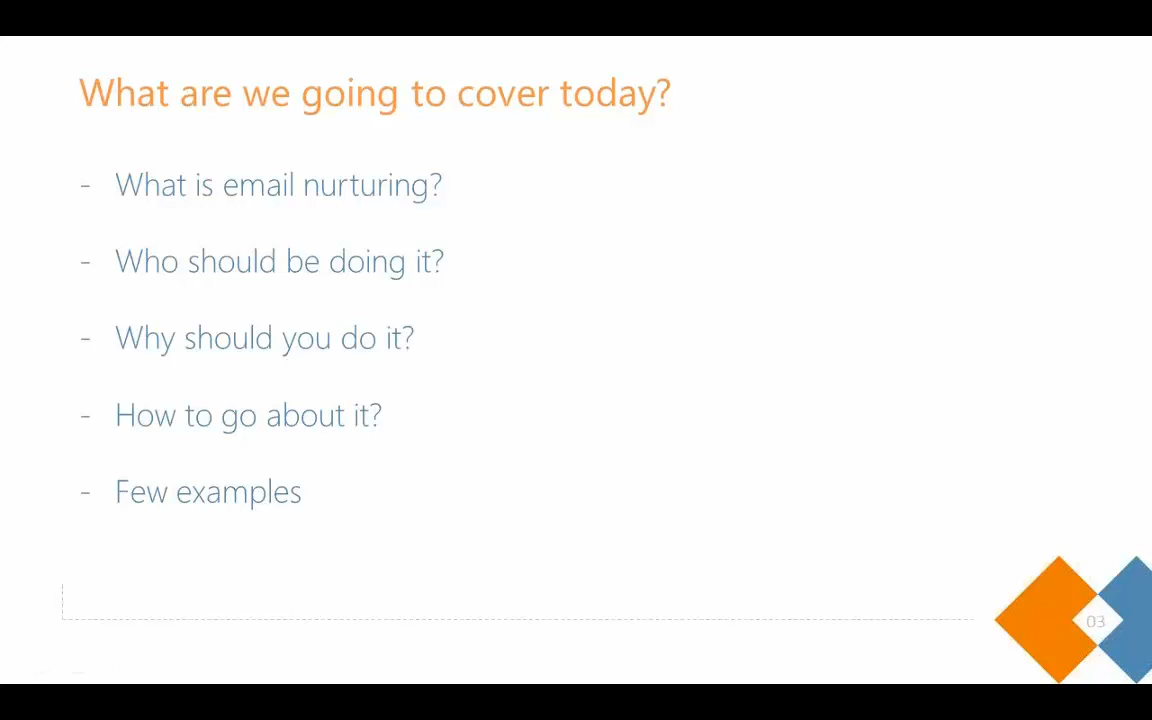 What are we going to cover today?
- What is email nurturing?
- Who should be doing it?
- Why should you do it?
- How to go about it?
- Few examples
03